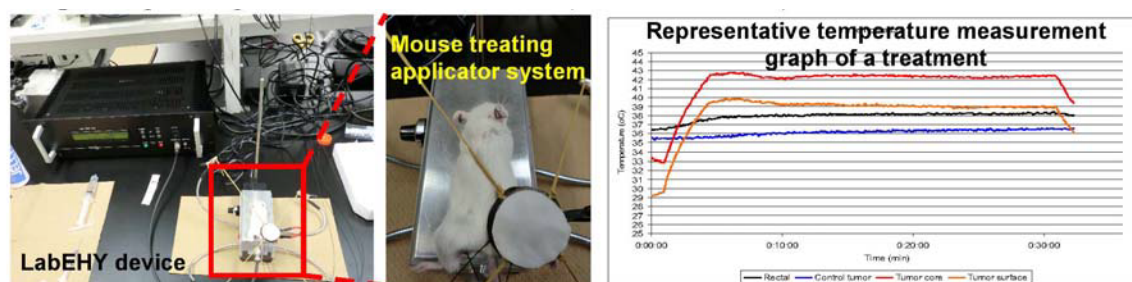 LabEHY device
Mouse treating
applicator system
Representative temperature measurement
graph of a treatment
Temperature (oC)
45
44
43
42
41
40
39
38
37
36
35
34
33
32
31
30
29
28
27
26
25
0:00:00
0:10:00
0:20:00
0:30:00
Time (min)
Rectal
Control tumor
Tumor core
Tumor surface